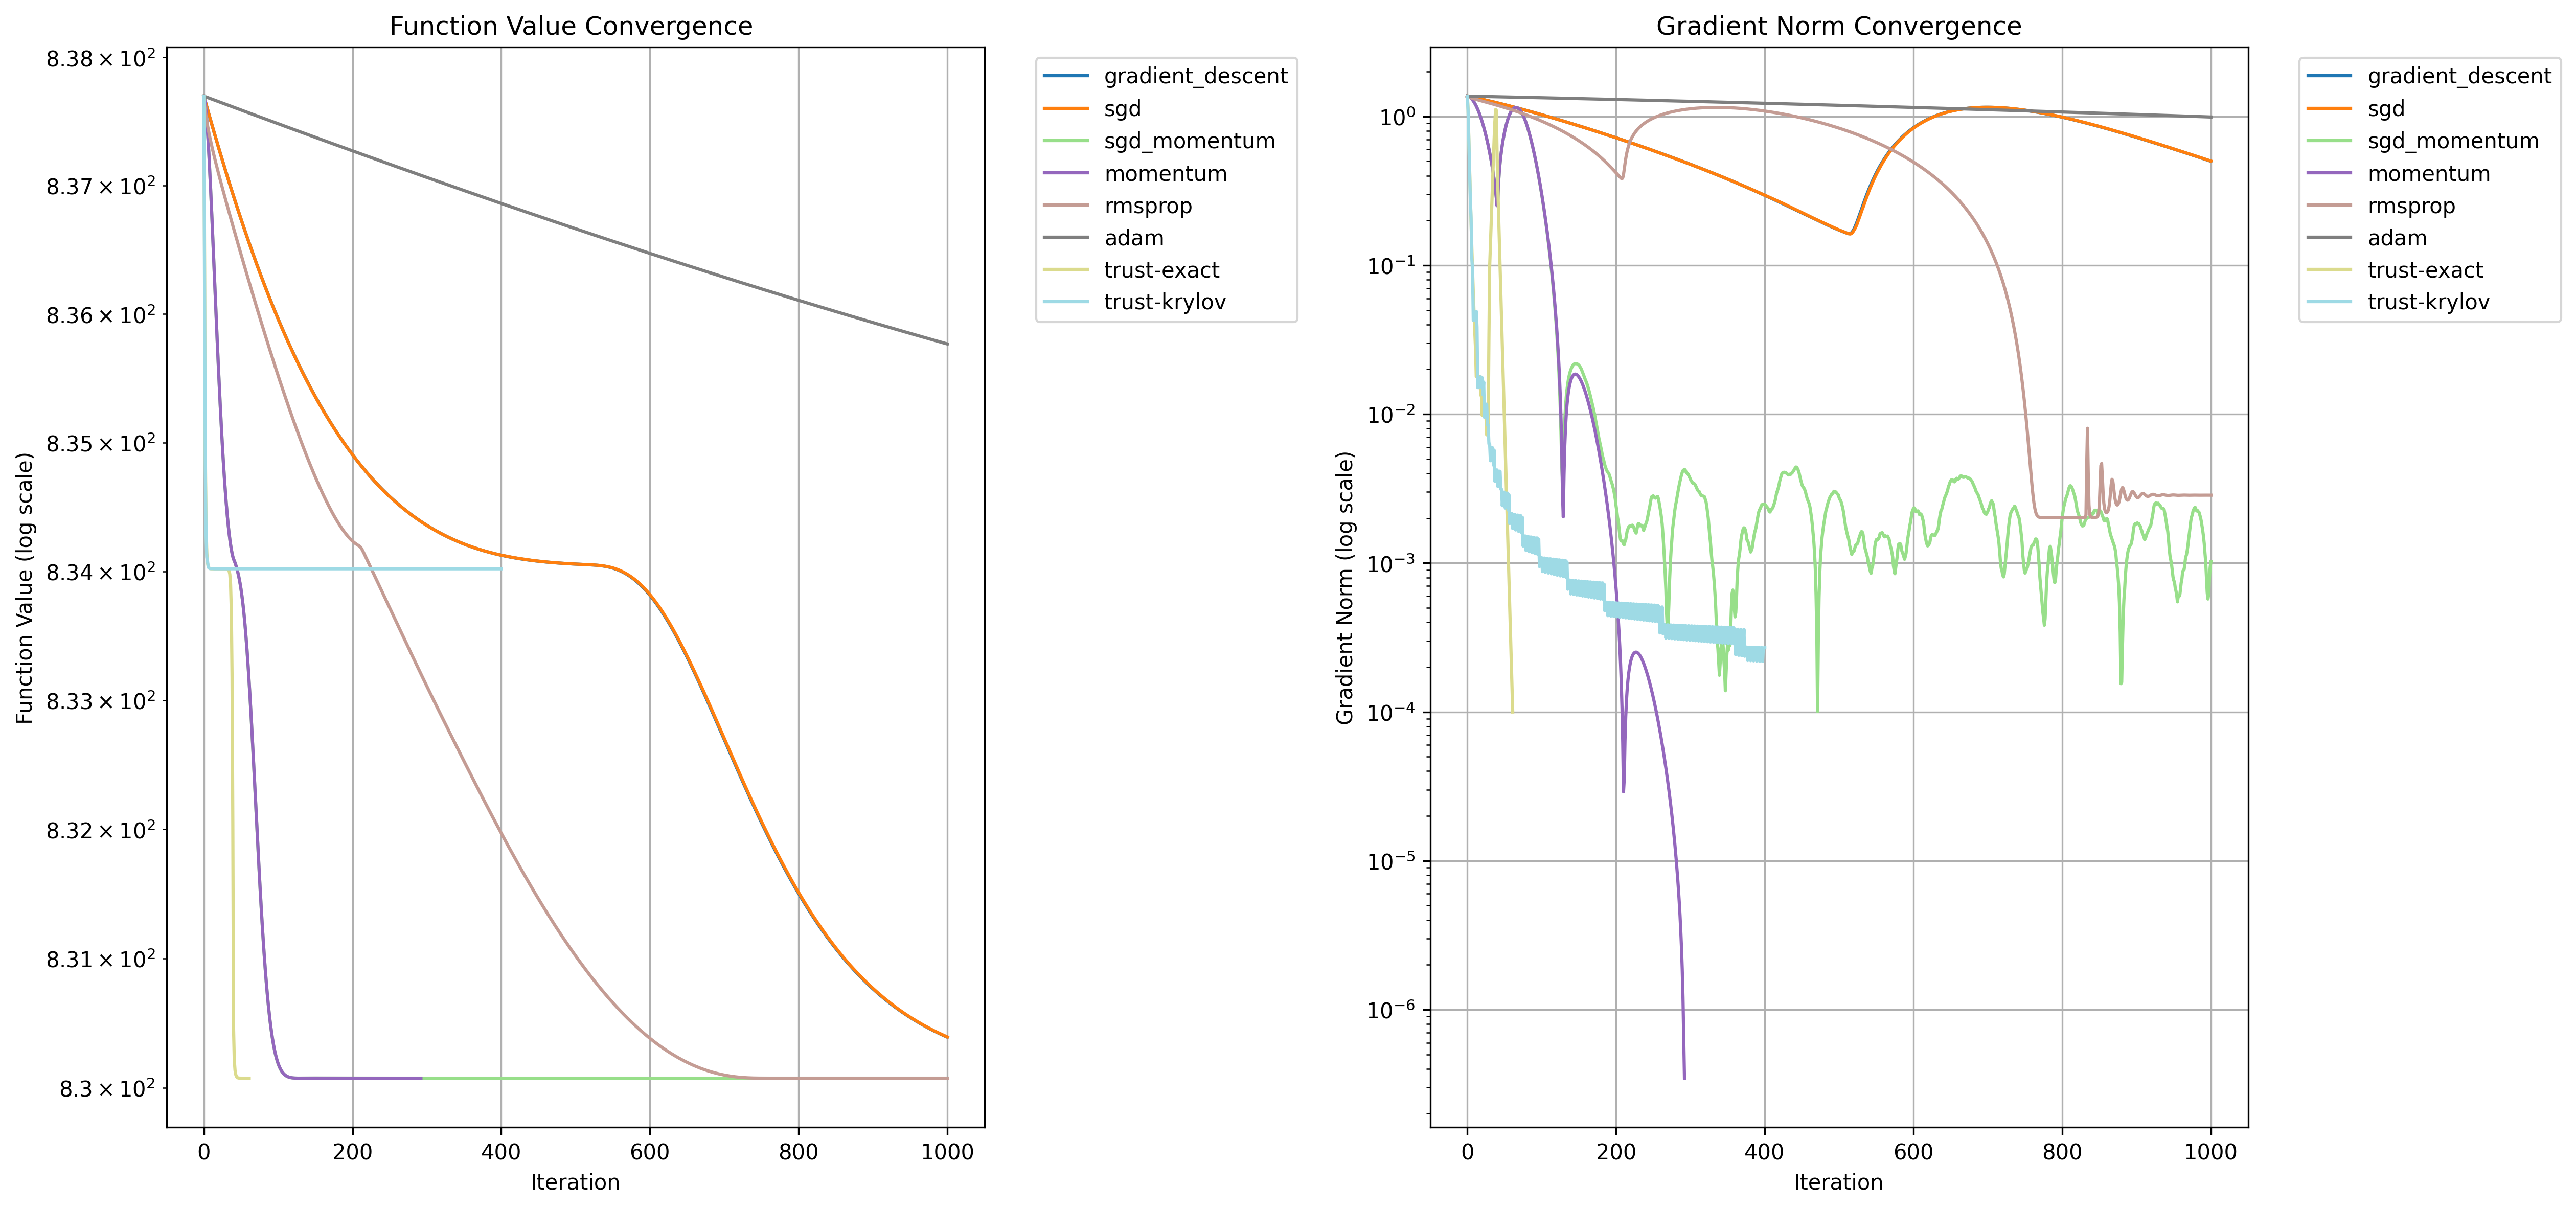 Function Value Convergence
Function Value (log scale)
8.38 × 10²
8.37 × 10²
8.36 × 10²
8.35 × 10²
8.34 × 10²
8.33 × 10²
8.32 × 10²
8.31 × 10²
8.3 × 10²
0 200 400 600 800 1000
Iteration
gradient_descent
sgd
sgd_momentum
momentum
rmsprop
adam
trust-exact
trust-krylov
Gradient Norm Convergence
Gradient Norm (log scale)
10⁰
10⁻¹
10⁻²
10⁻³
10⁻⁴
10⁻⁵
10⁻⁶
0 200 400 600 800 1000
Iteration
gradient_descent
sgd
sgd_momentum
momentum
rmsprop
adam
trust-exact
trust-krylov